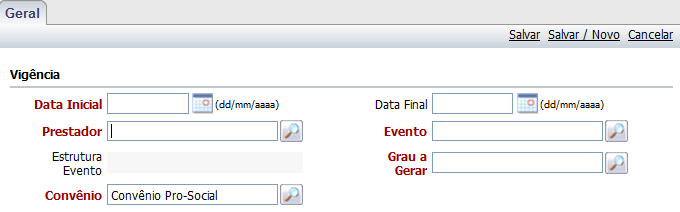 Geral
Salvar Salvar / Novo Cancelar
Vigência
Data Inicial (dd/mm/aaaa) Data Final (dd/mm/aaaa)
Prestador Evento
Estrutura Evento Grau a Gerar
Convênio Convênio Pro-Social